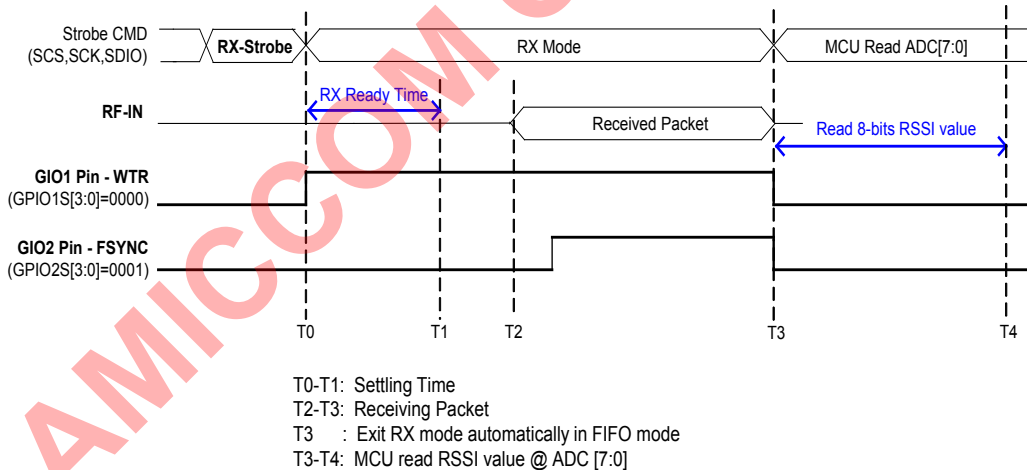 Strobe CMD
(SCS,SCK,SDIO)
RX-Strobe
RX Mode
MCU Read ADC[7:0]
RX Ready Time
RF-IN
Received Packet
Read 8-bits RSSI value
GIO1 Pin - WTR
(GPIO1S[3:0]=0000)
GIO2 Pin - FSYNC
(GPIO2S[3:0]=0001)
T0 T1 T2 T3 T4
T0-T1: Settling Time
T2-T3: Receiving Packet
T3 : Exit RX mode automatically in FIFO mode
T3-T4: MCU read RSSI value @ ADC [7:0]
AMICCOM